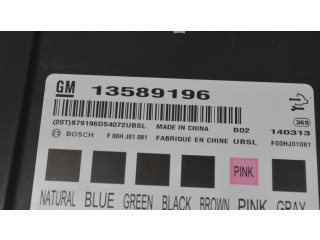 GM 13589196
(20T)879196DS4072UBSL MADE IN CHINA B02 140313 369
BOSCH F 00H J01 081 FABRIQUE EN CHINE UBSL F00HJ01081
PINK
NATURAL BLUE GREEN BLACK BROWN PINK GRAY